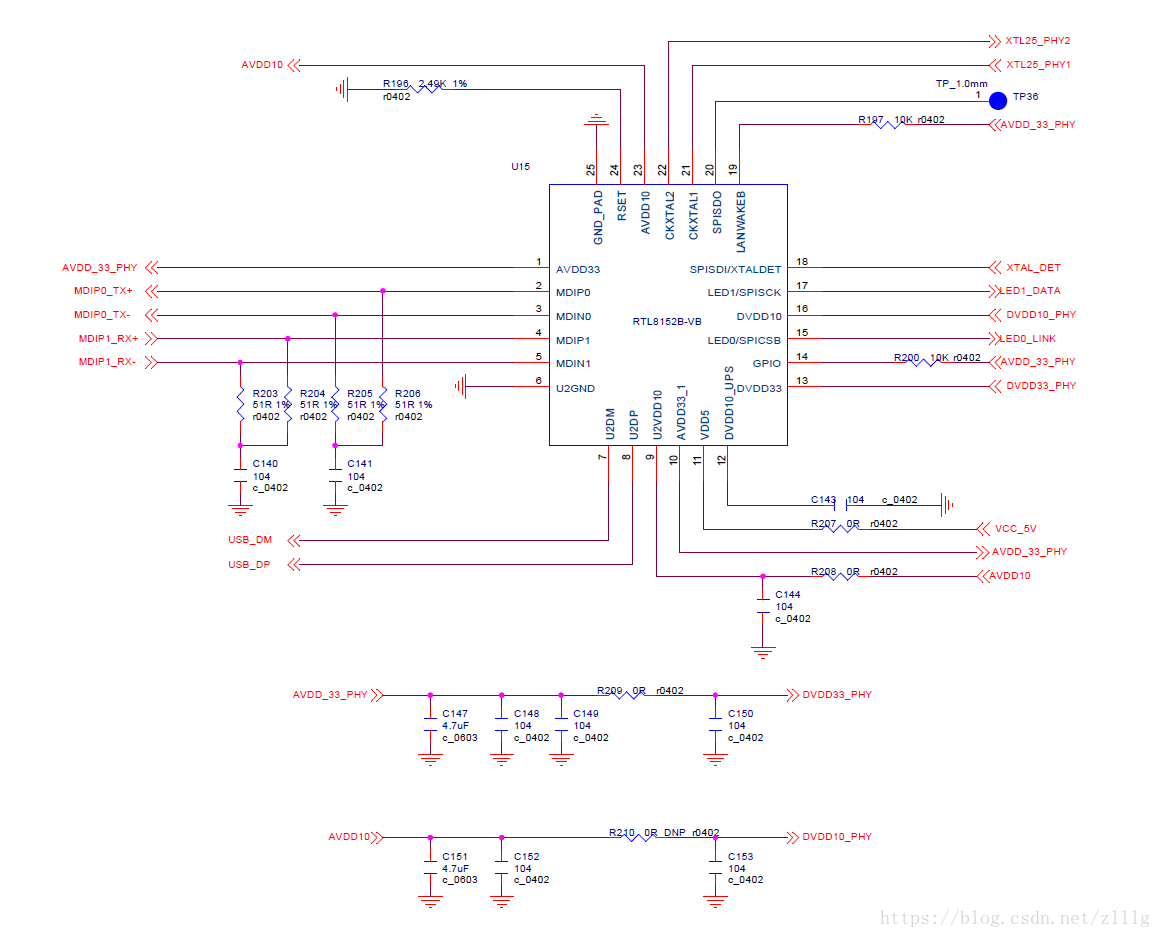 XTL25_PHY2
AVDD10
XTL25_PHY1
R196 2.49K 1%
r0402
TP_1.0mm
1
TP36
R197 10K r0402
AVDD_33_PHY
U15
25
24
23
22
21
20
19
GND_PAD
RSET
AVDD10
CKXTAL2
CKXTAL1
SPISDO
LANWAKEB
AVDD_33_PHY
1
AVDD33
SPISDI/XTALDET
18
XTAL_DET
MDIP0_TX+
2
MDIP0
LED1/SPISCK
17
LED1_DATA
MDIP0_TX-
3
MDIN0
DVDD10
16
DVDD10_PHY
RTL8152B-VB
MDIP1_RX+
4
MDIP1
LED0/SPICSB
15
LED0_LINK
MDIP1_RX-
5
MDIN1
GPIO
14
R200 10K r0402
AVDD_33_PHY
6
U2GND
DVDD33
13
DVDD33_PHY
R203
51R 1%
r0402
R204
51R 1%
r0402
R205
51R 1%
r0402
R206
51R 1%
r0402
U2DM
U2DP
U2VDD10
AVDD33_1
VDD5
DVDD10_UPS
7
8
9
10
11
12
C140
104
c_0402
C141
104
c_0402
C143 104 c_0402
R207 0R r0402
VCC_5V
USB_DM
AVDD_33_PHY
USB_DP
R208 0R r0402
AVDD10
C144
104
c_0402
AVDD_33_PHY
R209 0R r0402
DVDD33_PHY
C147
4.7uF
c_0603
C148
104
c_0402
C149
104
c_0402
C150
104
c_0402
AVDD10
R210 0R DNP r0402
DVDD10_PHY
C151
4.7uF
c_0603
C152
104
c_0402
C153
104
c_0402
https://blog.csdn.net/zlllg